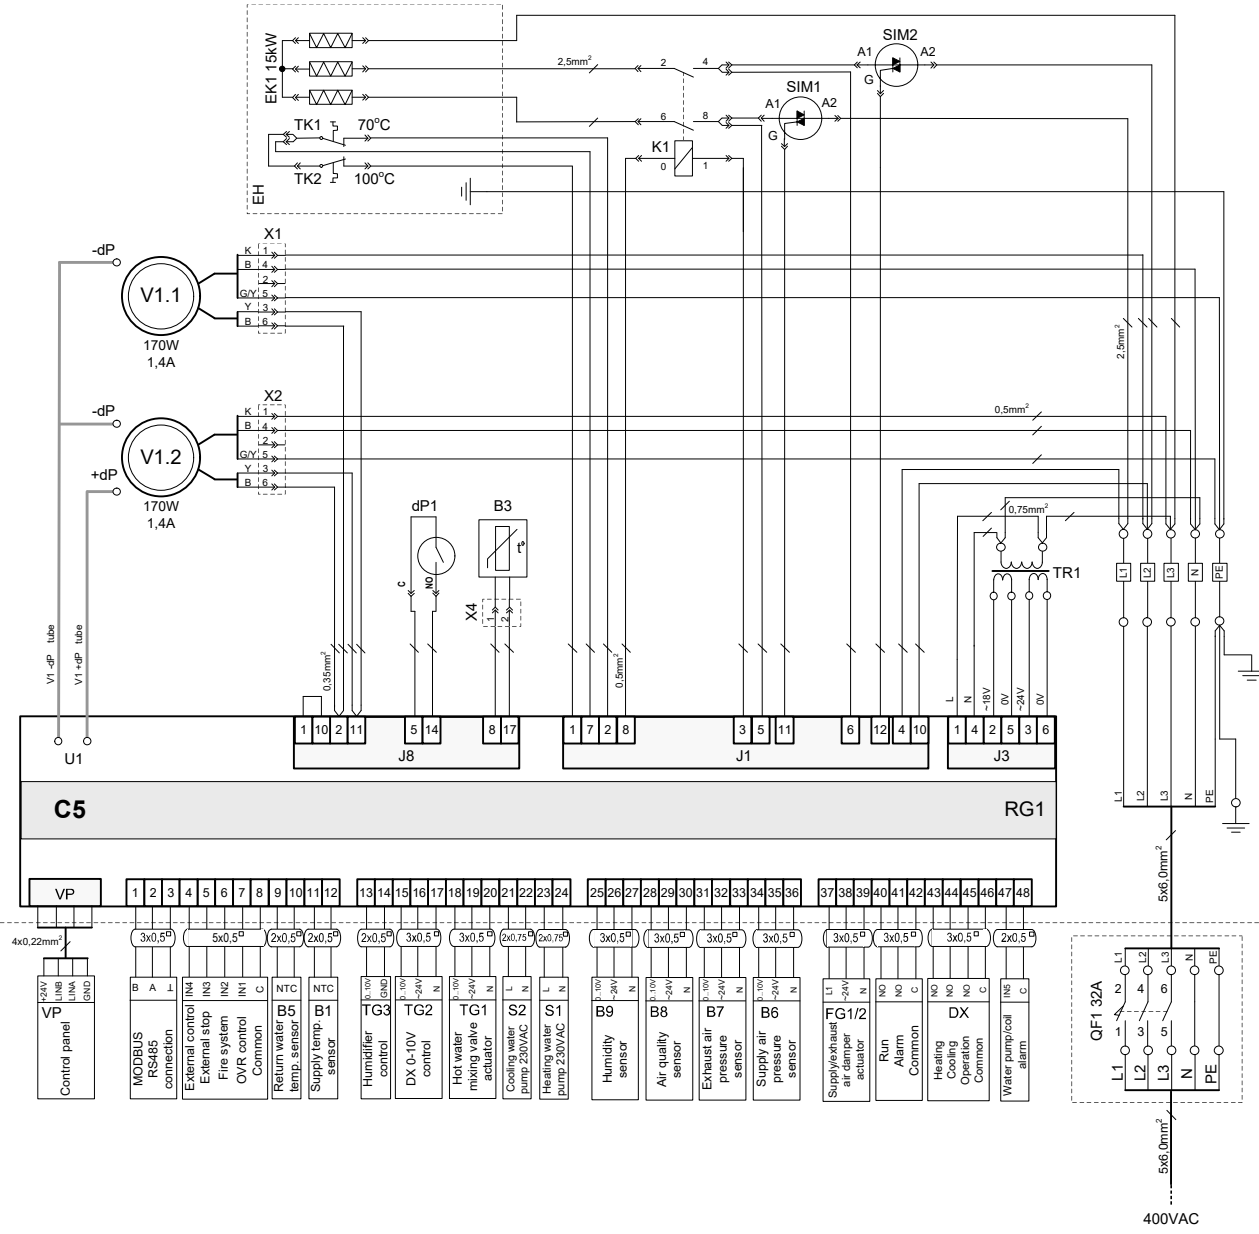 EK1 15kW
TK1
70°C
TK2
100°C
EH
2,5mm²
2
4
6
8
K1
0
1
SIM2
A1
A2
G
SIM1
A1
A2
G
-dP
V1.1
170W
1,4A
X1
K 1
B 4
2
G/Y 5
Y 3
B 6
2,5mm²
-dP
+dP
V1.2
170W
1,4A
X2
K 1
B 4
2
G/Y 5
Y 3
B 6
0,5mm²
0,75mm²
dP1
C
NO
B3
t°
X4
1
2
TR1
L1 L2 L3 N PE
V1 -dP tube
V1 +dP tube
0,35mm²
0,5mm²
L N ~18V 0V ~24V 0V
U1
1 10 2 11 5 14 8 17
J8
1 7 2 8 3 5 11 6 12 4 10
J1
1 4 2 5 3 6
J3
C5
RG1
L1 L2 L3 N PE
5x6,0mm²
VP
1 2 3 4 5 6 7 8 9 10 11 12
13 14 15 16 17 18 19 20 21 22 23 24
25 26 27 28 29 30 31 32 33 34 35 36
37 38 39 40 41 42 43 44 45 46 47 48
4x0,22mm²
3x0,5
5x0,5
2x0,5
2x0,5
2x0,5
3x0,5
3x0,5
2x0,75
2x0,75
3x0,5
3x0,5
3x0,5
3x0,5
3x0,5
3x0,5
3x0,5
2x0,5
+24V LINB LINA GND
VP
Control panel
B A ⊥
MODBUS
RS485
connection
IN4 IN3 IN2 IN1 C
External control
External stop
Fire system
OVR control
Common
NTC
B5
Return water
temp. sensor
NTC
B1
Supply temp.
sensor
0..10V GND
TG3
Humidifier
control
0..10V ~24V N
TG2
DX 0-10V
control
0..10V ~24V N
TG1
Hot water
mixing valve
actuator
L N
S2
Cooling water
pump 230VAC
L N
S1
Heating water
pump 230VAC
0..10V ~24V N
B9
Humidity
sensor
0..10V ~24V N
B8
Air quality
sensor
0..10V ~24V N
B7
Exhaust air
pressure
sensor
0..10V ~24V N
B6
Supply air
pressure
sensor
L1 ~24V N
FG1/2
Supply/exhaust
air damper
actuator
NO NO C
Run
Alarm
Common
NO NO NO C
DX
Heating
Cooling
Operation
Common
IN5 C
Water pump/coil
alarm
QF1 32A
L1 L2 L3 N PE
2 4 6
1 3 5
L1 L2 L3 N PE
5x6,0mm²
400VAC